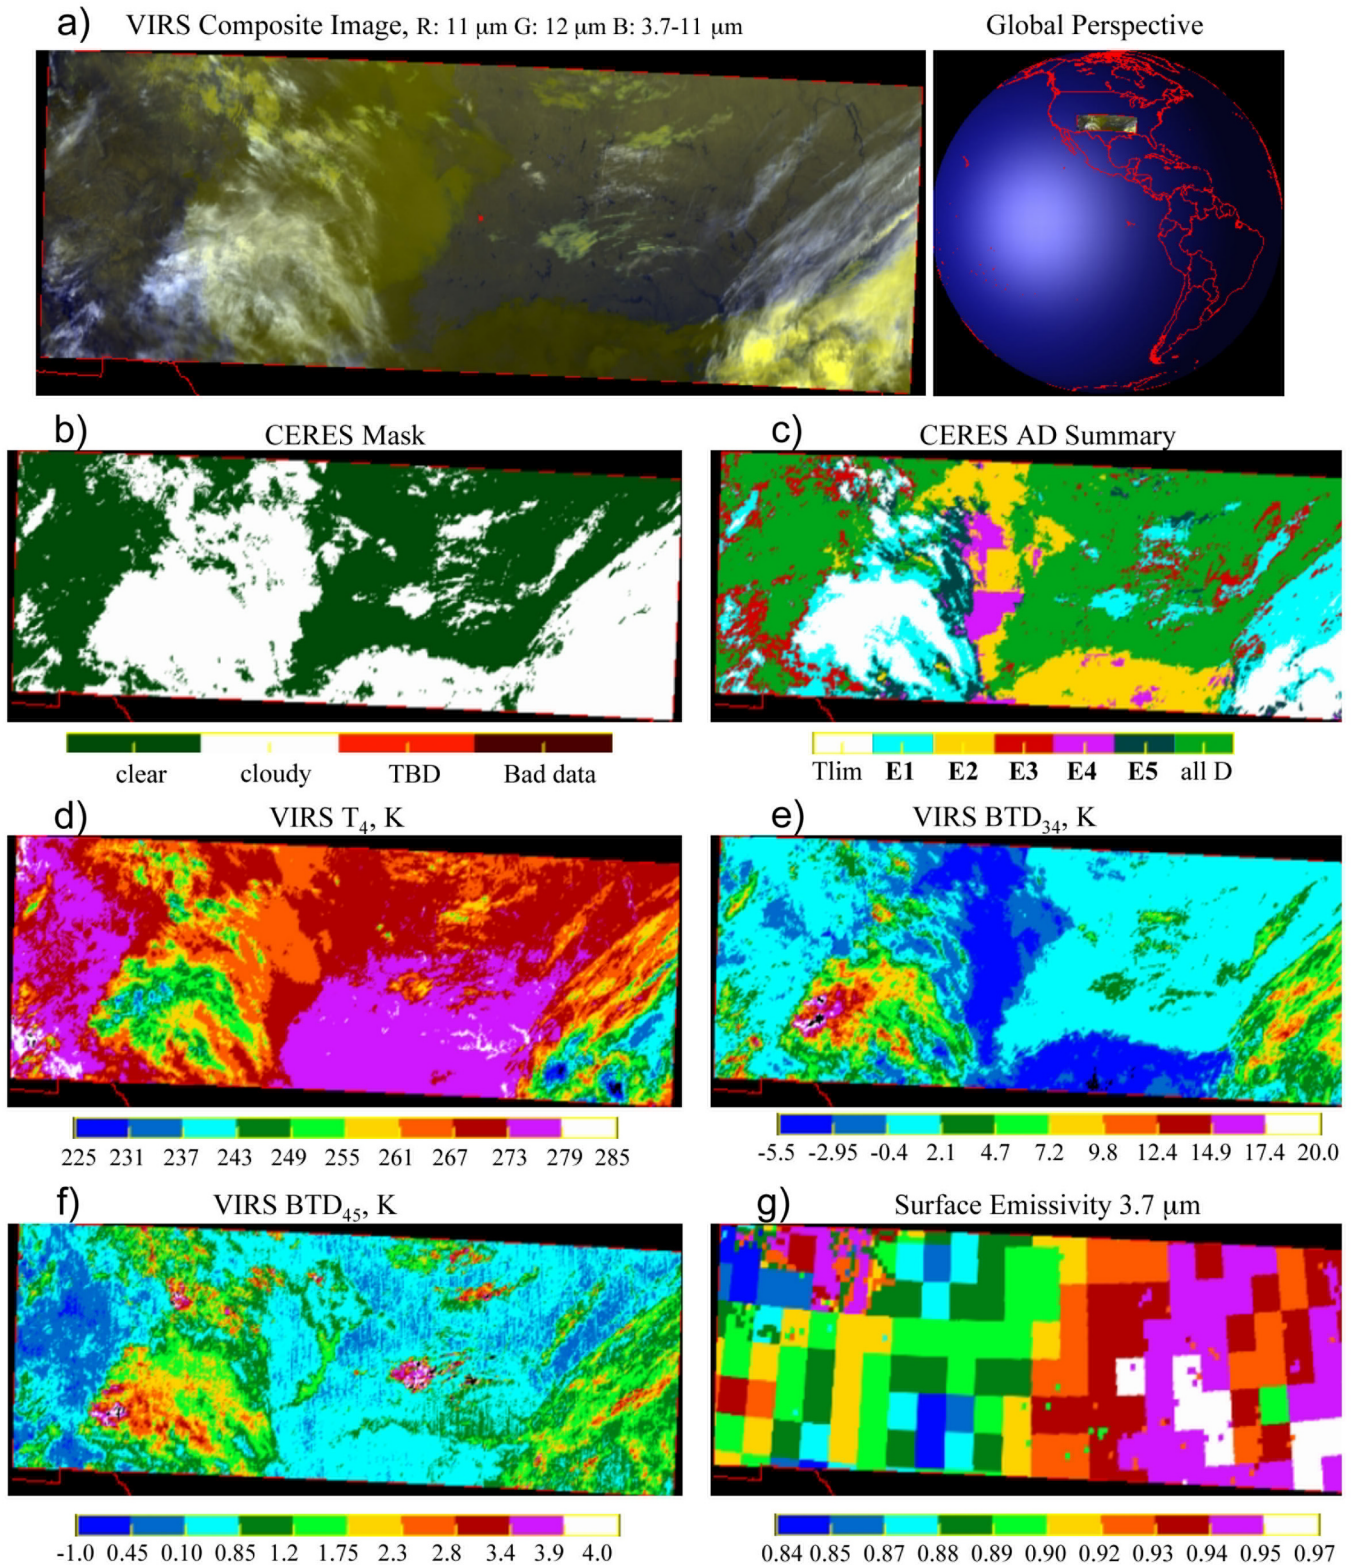 a) VIRS Composite Image, R: 11 μm G: 12 μm B: 3.7-11 μm Global Perspective
b) CERES Mask
c) CERES AD Summary
clear cloudy TBD Bad data
Tlim E1 E2 E3 E4 E5 all D
d) VIRS T4, K
e) VIRS BTD34, K
225 231 237 243 249 255 261 267 273 279 285
-5.5 -2.95 -0.4 2.1 4.7 7.2 9.8 12.4 14.9 17.4 20.0
f) VIRS BTD45, K
g) Surface Emissivity 3.7 μm
-1.0 0.45 0.10 0.85 1.2 1.75 2.3 2.8 3.4 3.9 4.0
0.84 0.85 0.87 0.88 0.89 0.90 0.92 0.93 0.94 0.95 0.97